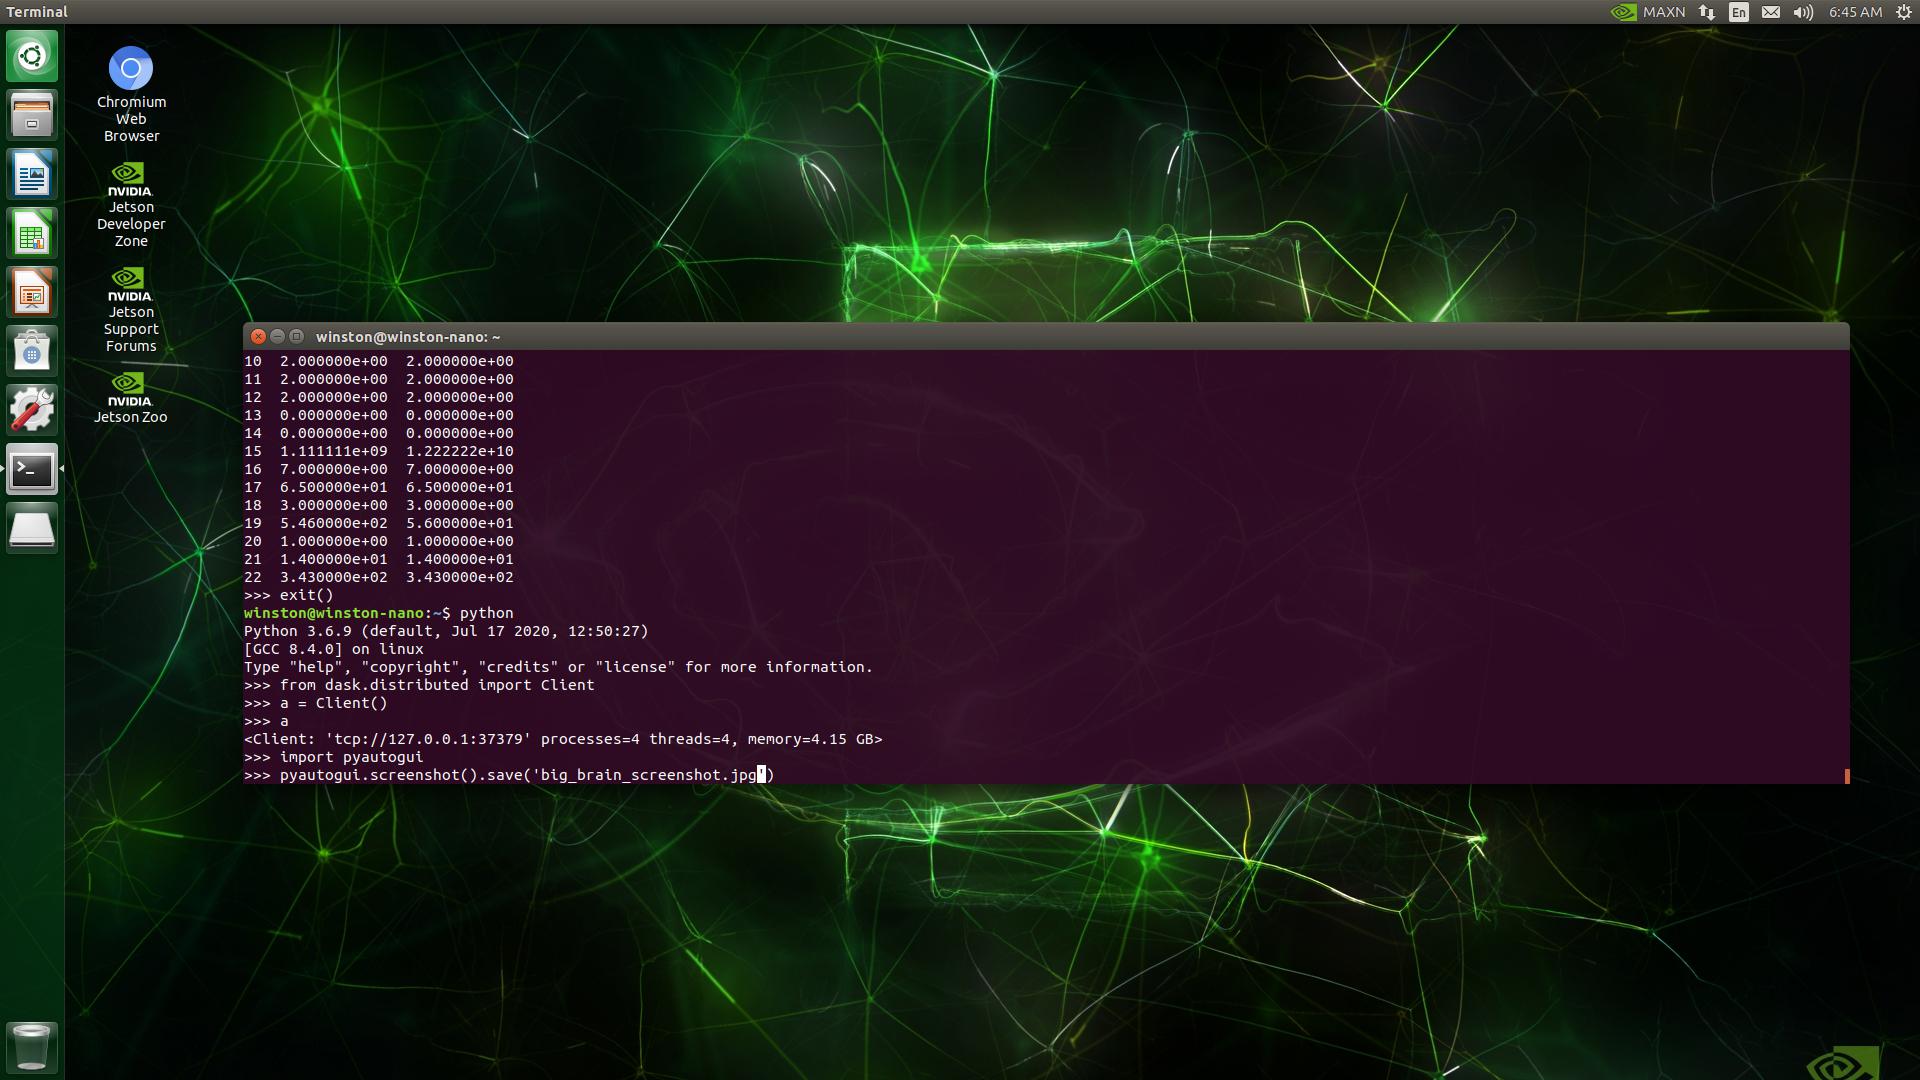 Terminal
MAXN
En
6:45 AM
Chromium
Web
Browser
NVIDIA.
Jetson
Developer
Zone
NVIDIA.
Jetson
Support
Forums
NVIDIA.
Jetson Zoo
winston@winston-nano: ~
10  2.000000e+00  2.000000e+00
11  2.000000e+00  2.000000e+00
12  2.000000e+00  2.000000e+00
13  0.000000e+00  0.000000e+00
14  0.000000e+00  0.000000e+00
15  1.111111e+09  1.222222e+10
16  7.000000e+00  7.000000e+00
17  6.500000e+01  6.500000e+01
18  3.000000e+00  3.000000e+00
19  5.460000e+02  5.600000e+01
20  1.000000e+00  1.000000e+00
21  1.400000e+01  1.400000e+01
22  3.430000e+02  3.430000e+02
>>> exit()
winston@winston-nano:~$ python
Python 3.6.9 (default, Jul 17 2020, 12:50:27)
[GCC 8.4.0] on linux
Type "help", "copyright", "credits" or "license" for more information.
>>> from dask.distributed import Client
>>> a = Client()
>>> a
<Client: 'tcp://127.0.0.1:37379' processes=4 threads=4, memory=4.15 GB>
>>> import pyautogui
>>> pyautogui.screenshot().save('big_brain_screenshot.jpg')